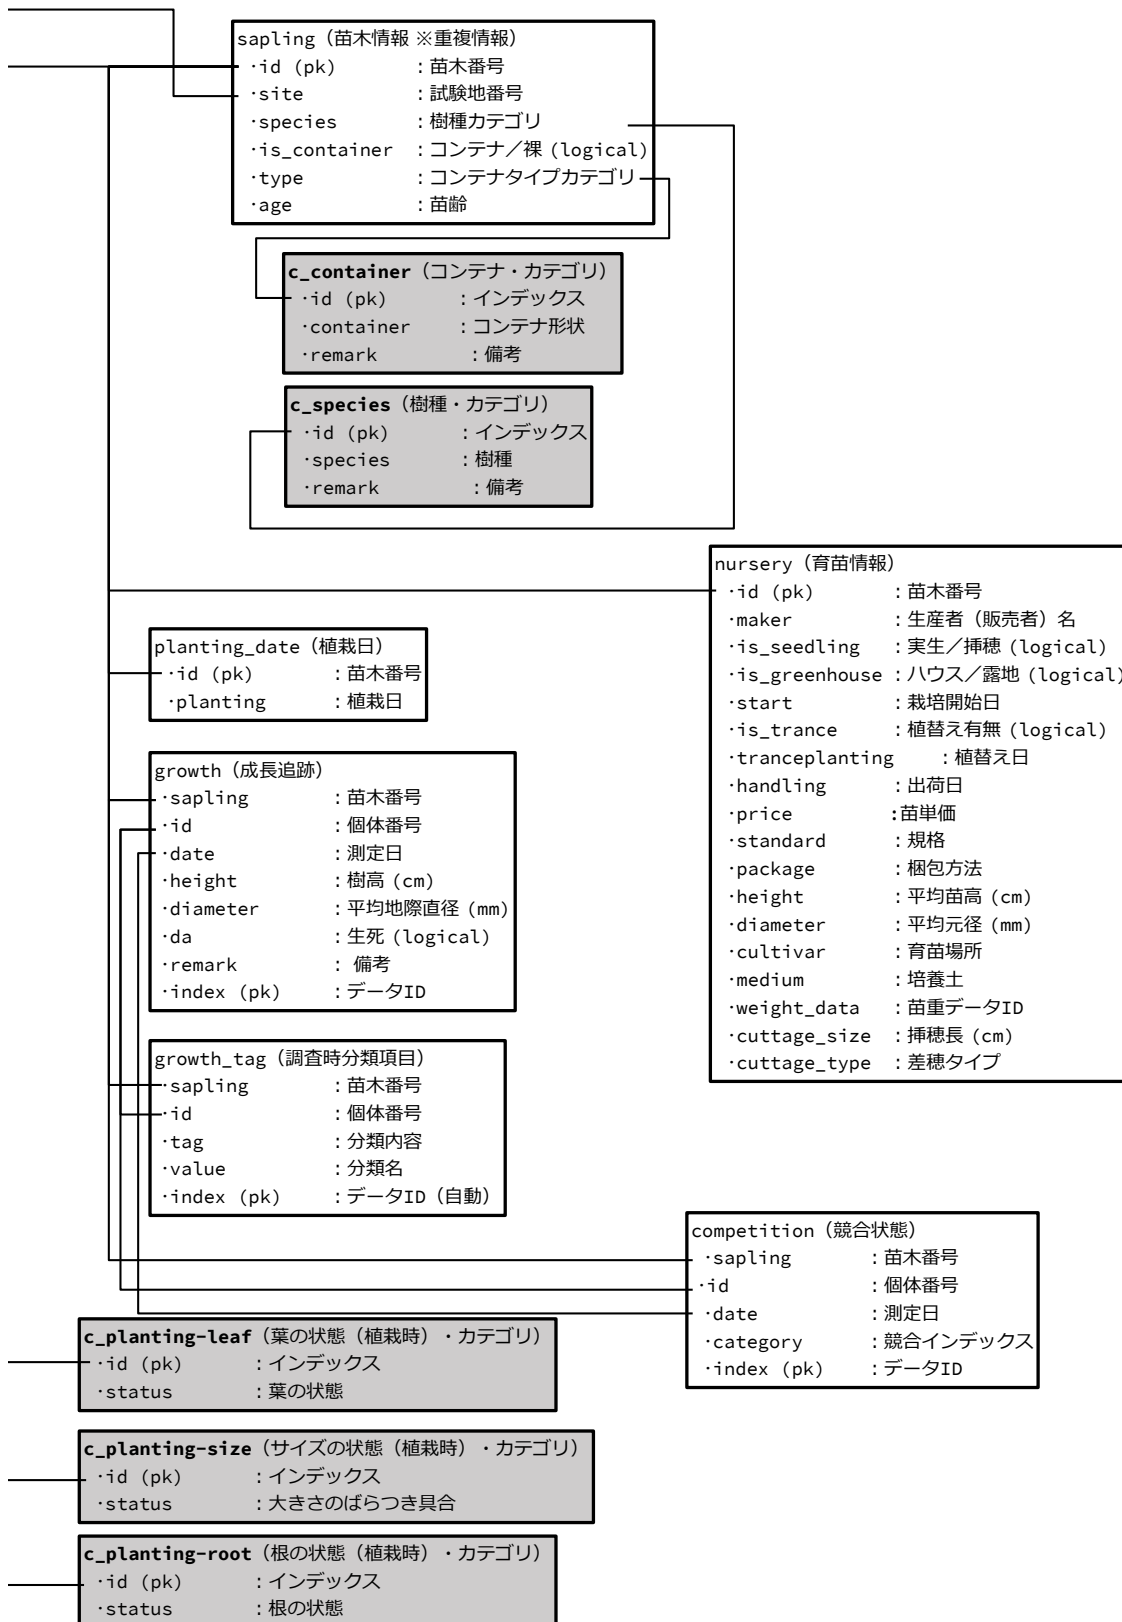 sapling（苗木情報 ※重複情報）
·id (pk) ：苗木番号
·site ：試験地番号
·species ：樹種カテゴリ
·is_container ：コンテナ／裸 (logical)
·type ：コンテナタイプカテゴリ
·age ：苗齢
c_container（コンテナ・カテゴリ）
·id (pk) ：インデックス
·container ：コンテナ形状
·remark ：備考
c_species（樹種・カテゴリ）
·id (pk) ：インデックス
·species ：樹種
·remark ：備考
nursery（育苗情報）
·id (pk) ：苗木番号
·maker ：生産者（販売者）名
·is_seedling ：実生／挿穂 (logical)
·is_greenhouse ：ハウス／露地 (logical)
·start ：栽培開始日
·is_trance ：植替え有無 (logical)
·tranceplanting ：植替え日
·handling ：出荷日
·price :苗単価
·standard ：規格
·package ：梱包方法
·height ：平均苗高 (cm)
·diameter ：平均元径 (mm)
·cultivar ：育苗場所
·medium ：培養土
·weight_data ：苗重データID
·cuttage_size ：挿穂長 (cm)
·cuttage_type ：差穂タイプ
planting_date（植栽日）
·id (pk) ：苗木番号
·planting ：植栽日
growth（成長追跡）
·sapling ：苗木番号
·id ：個体番号
·date ：測定日
·height ：樹高 (cm)
·diameter ：平均地際直径 (mm)
·da ：生死 (logical)
·remark ：備考
·index (pk) ：データID
growth_tag（調査時分類項目）
·sapling ：苗木番号
·id ：個体番号
·tag ：分類内容
·value ：分類名
·index (pk) ：データID（自動）
competition（競合状態）
·sapling ：苗木番号
·id ：個体番号
·date ：測定日
·category ：競合インデックス
·index (pk) ：データID
c_planting-leaf（葉の状態（植栽時）・カテゴリ）
·id (pk) ：インデックス
·status ：葉の状態
c_planting-size（サイズの状態（植栽時）・カテゴリ）
·id (pk) ：インデックス
·status ：大きさのばらつき具合
c_planting-root（根の状態（植栽時）・カテゴリ）
·id (pk) ：インデックス
·status ：根の状態